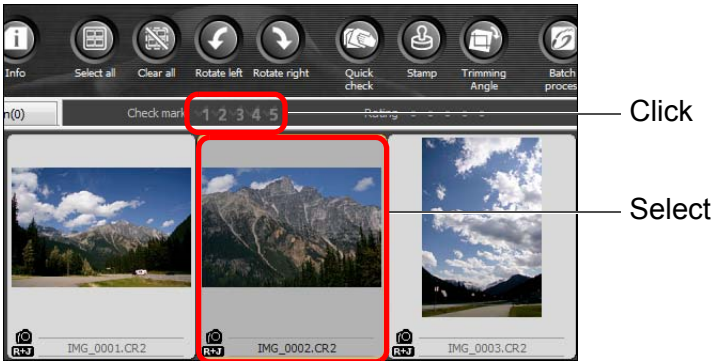 Info Select all Clear all Rotate left Rotate right Quick check Stamp Trimming Angle Batch proces
n(0) Check mark 1 2 3 4 5 Rating
Click
Select
R+J IMG_0001.CR2 R+J IMG_0002.CR2 R+J IMG_0003.CR2